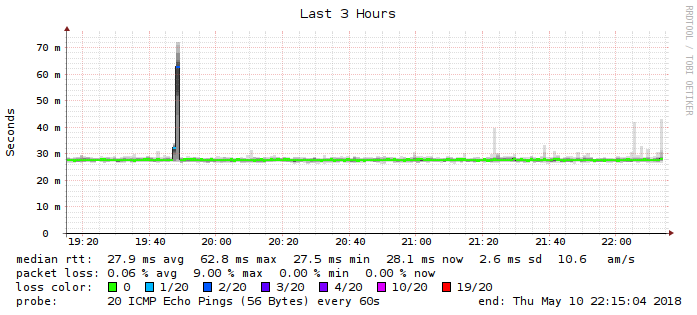 Last 3 Hours
RRDTOOL / TOBI OETIKER
Seconds
70 m
60 m
50 m
40 m
30 m
20 m
10 m
0
19:20 19:40 20:00 20:20 20:40 21:00 21:20 21:40 22:00
median rtt: 27.9 ms avg 62.8 ms max 27.5 ms min 28.1 ms now 2.6 ms sd 10.6 am/s
packet loss: 0.06 % avg 9.00 % max 0.00 % min 0.00 % now
loss color: 0 1/20 2/20 3/20 4/20 10/20 19/20
probe: 20 ICMP Echo Pings (56 Bytes) every 60s end: Thu May 10 22:15:04 2018